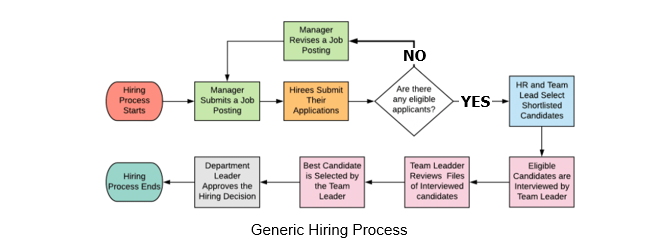 Manager
Revises a Job
Posting
NO
Hiring
Process
Starts
Manager
Submits a Job
Posting
Hirees Submit
Their
Applications
Are there
any eligible
applicants?
YES
HR and Team
Lead Select
Shortlisted
Candidates
Eligible
Candidates are
Interviewed by
Team Leader
Team Leadder
Reviews Files
of Interviewed
candidates
Best Candidate
is Selected by
the Team
Leader
Department
Leader
Approves the
Hiring Decision
Hiring
Process Ends
Generic Hiring Process